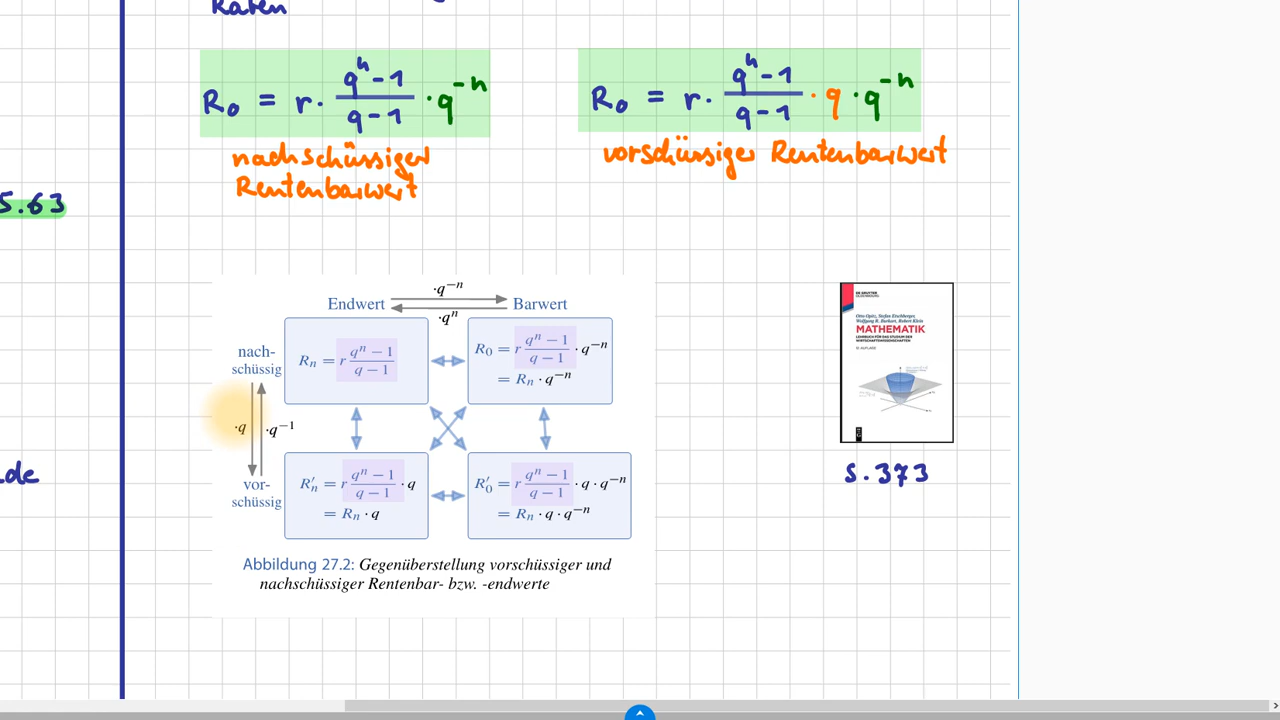 Raten
R₀ = r · (qⁿ − 1)/(q − 1) · q⁻ⁿ
nachschüssiger
Rentenbarwert
R₀ = r · (qⁿ − 1)/(q − 1) · q · q⁻ⁿ
vorschüssiger Rentenbarwert
5.63
· q⁻ⁿ
Endwert Barwert
· qⁿ
nach-
schüssig
Rₙ = r (qⁿ − 1)/(q − 1)
R₀ = r (qⁿ − 1)/(q − 1) · q⁻ⁿ
= Rₙ · q⁻ⁿ
· q · q⁻¹
vor-
schüssig
R′ₙ = r (qⁿ − 1)/(q − 1) · q
= Rₙ · q
R′₀ = r (qⁿ − 1)/(q − 1) · q · q⁻ⁿ
= Rₙ · q · q⁻ⁿ
Abbildung 27.2: Gegenüberstellung vorschüssiger und
nachschüssiger Rentenbar- bzw. -endwerte
MATHEMATIK
S. 373
de